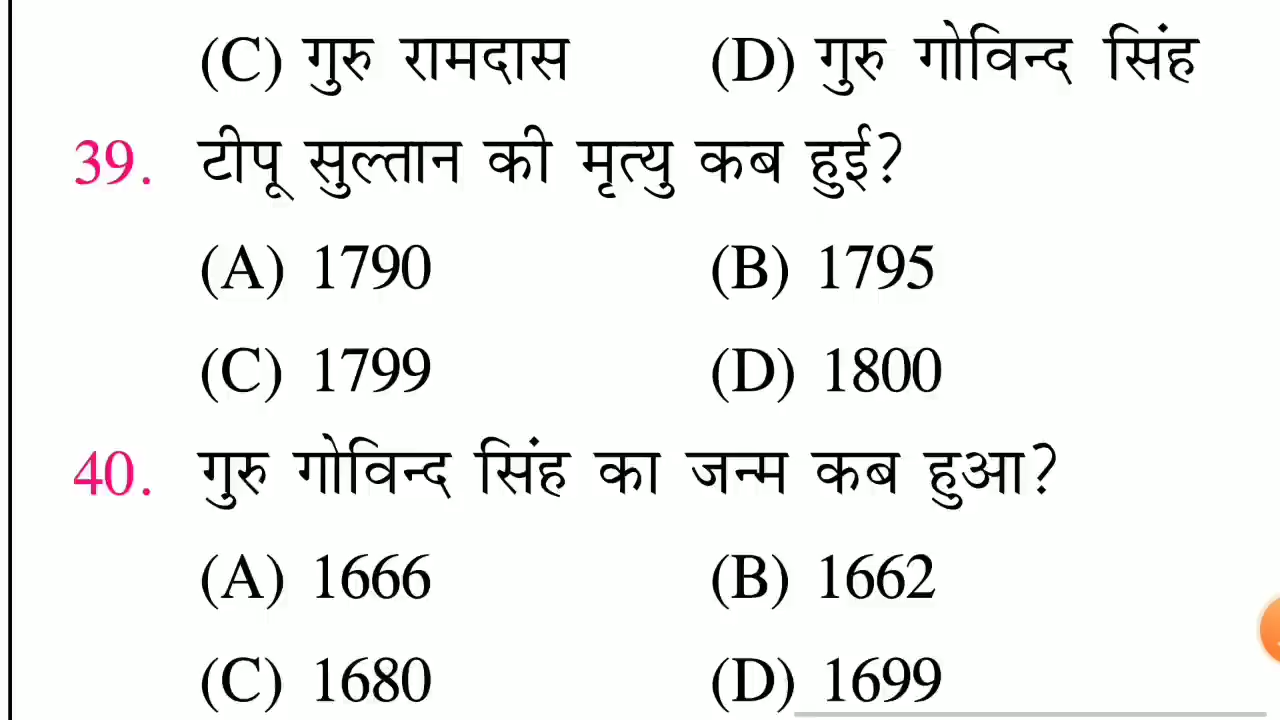 (C) गुरु रामदास (D) गुरु गोविन्द सिंह
39. टीपू सुल्तान की मृत्यु कब हुई?
(A) 1790 (B) 1795
(C) 1799 (D) 1800
40. गुरु गोविन्द सिंह का जन्म कब हुआ?
(A) 1666 (B) 1662
(C) 1680 (D) 1699